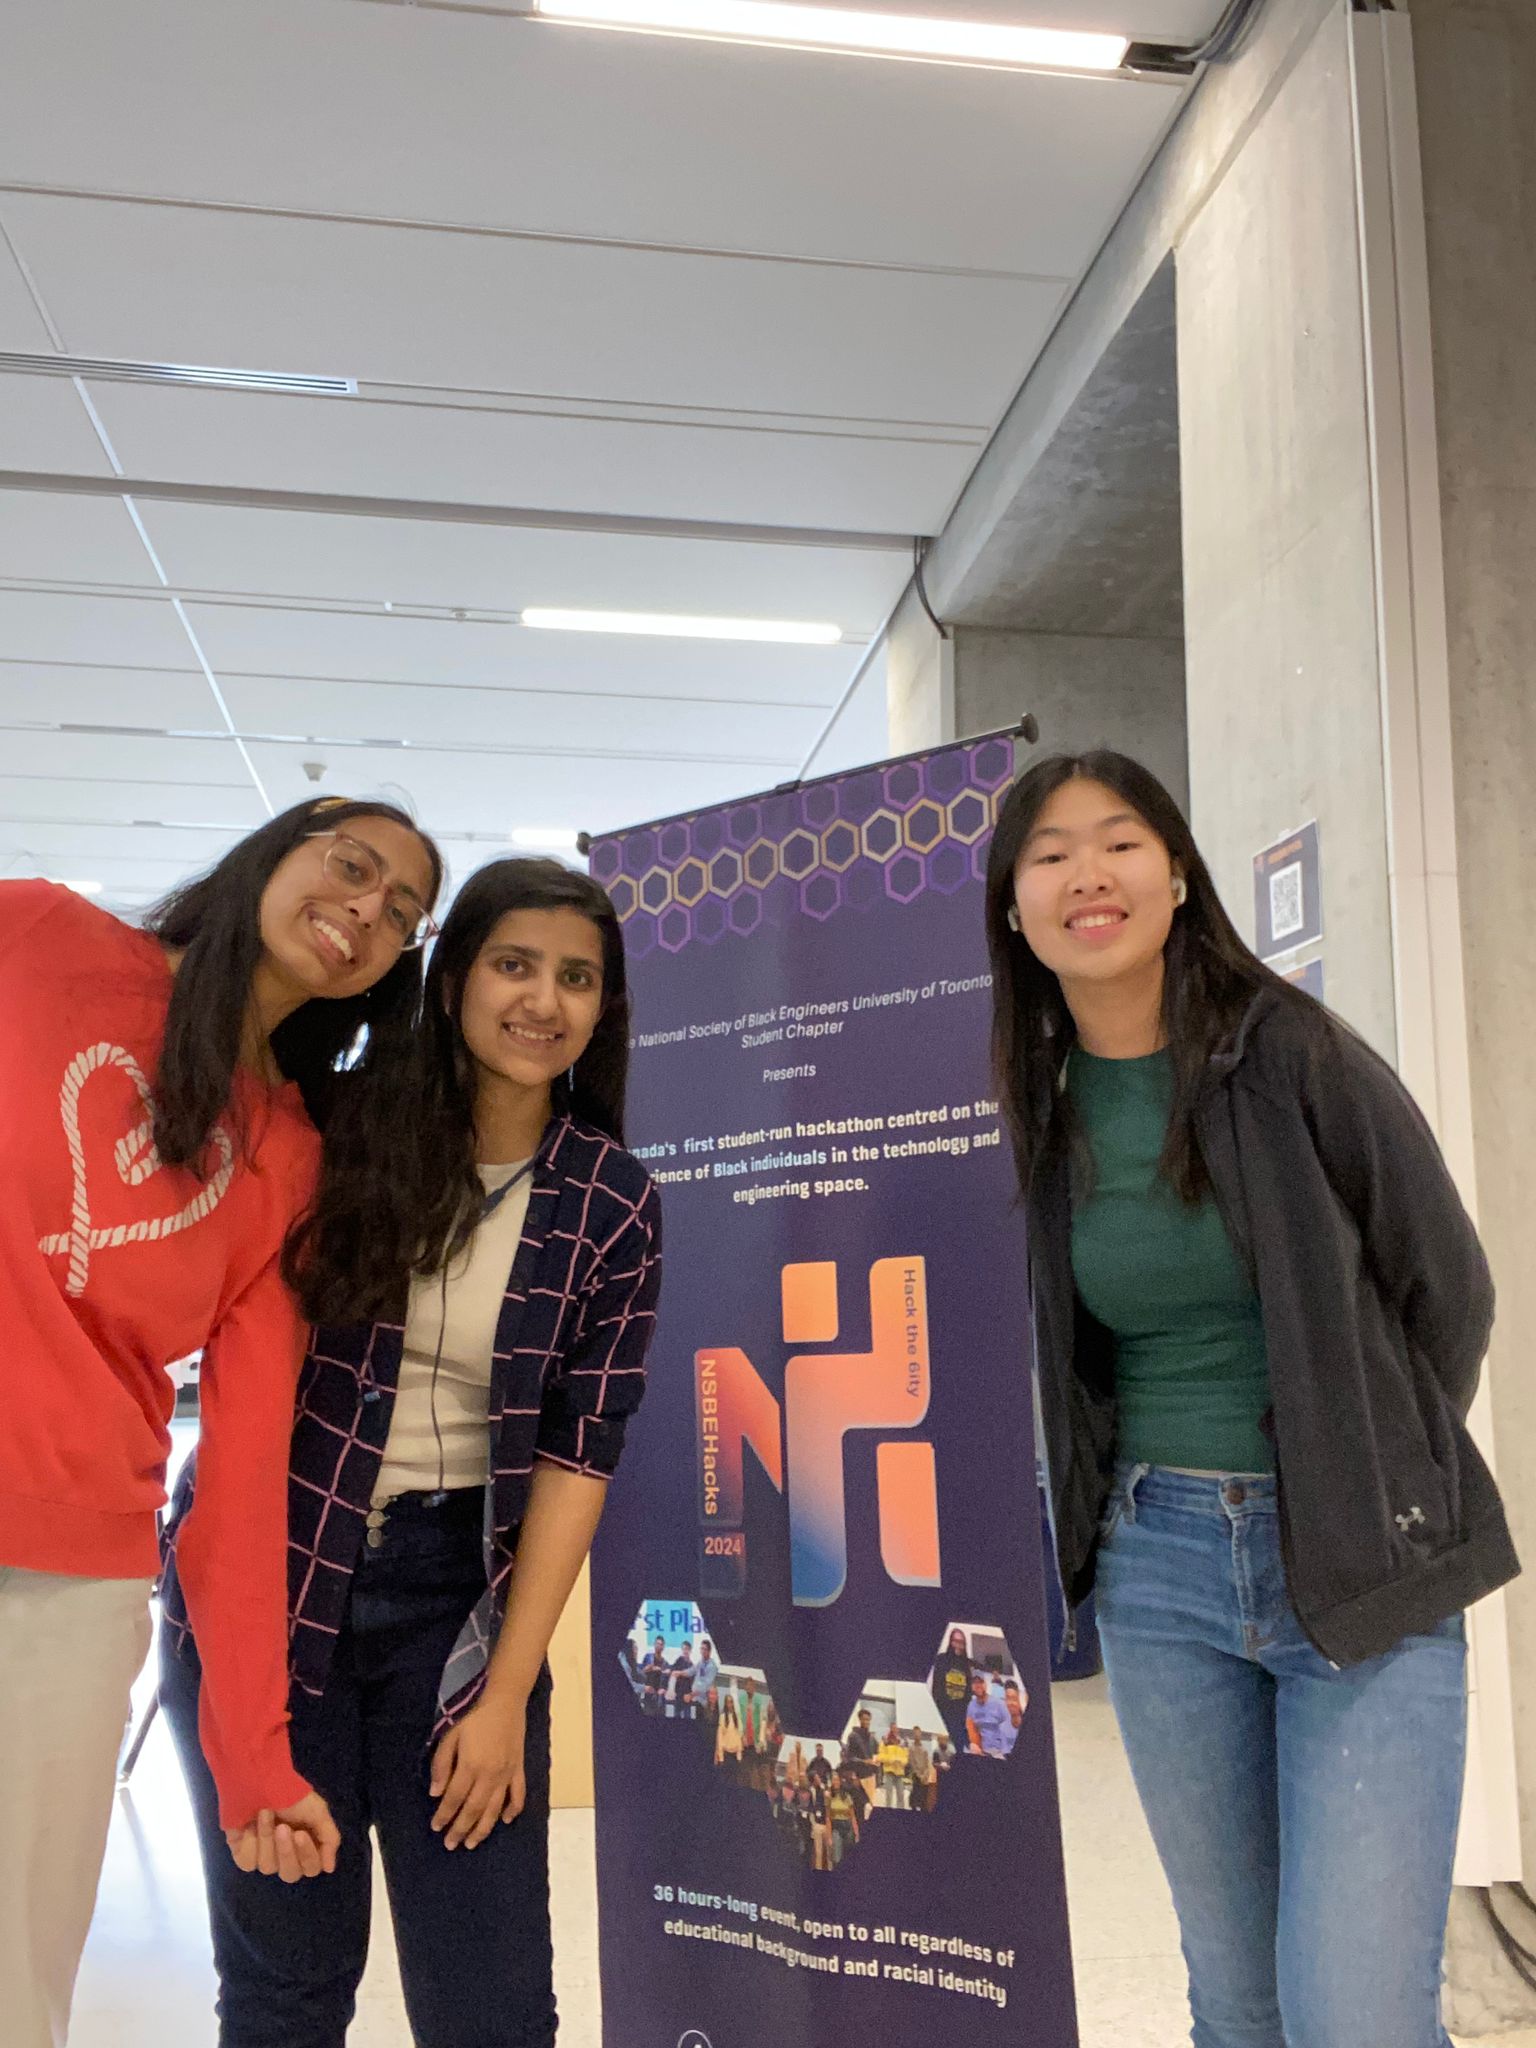 National Society of Black Engineers University of Toronto
Student Chapter
Presents
first student-run hackathon centred on the
of Black individuals in the technology and
engineering space.
Hack the 6ity
NSBEHacks
2024
36 hours-long event, open to all regardless of
educational background and racial identity